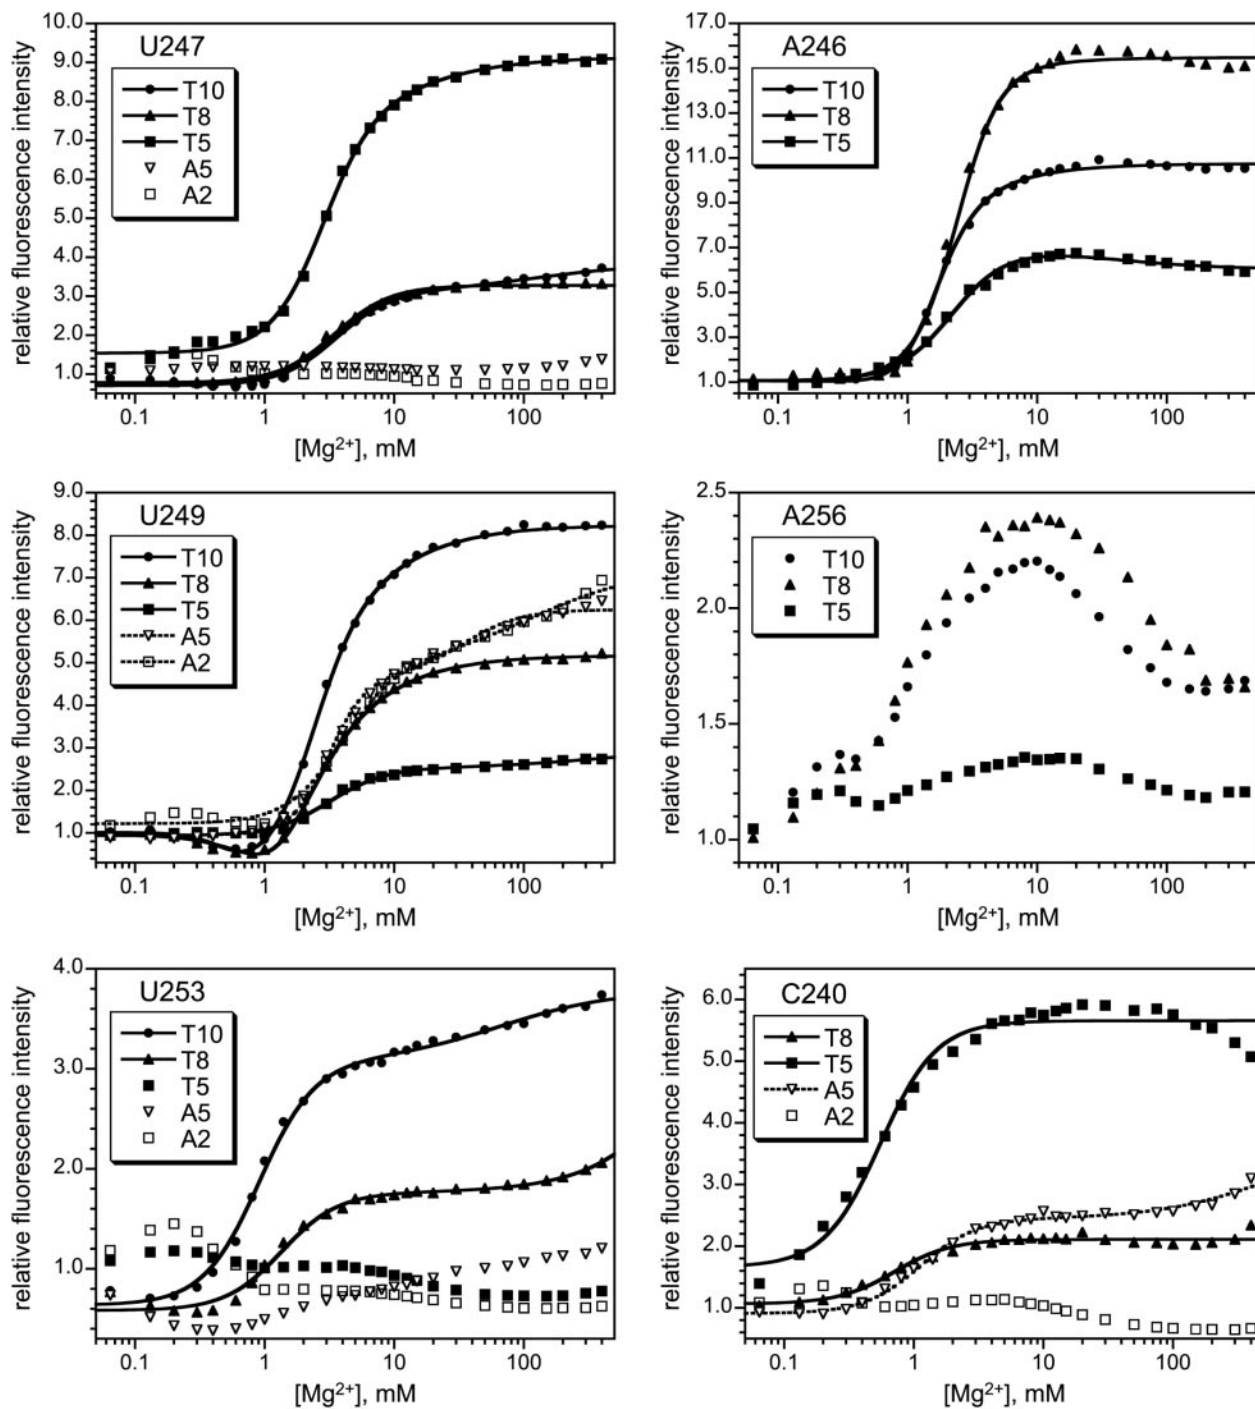 U247
T10
T8
T5
A5
A2
10.0
9.0
8.0
7.0
6.0
5.0
4.0
3.0
2.0
1.0
relative fluorescence intensity
0.1 1 10 100
[Mg²⁺], mM
A246
T10
T8
T5
17.0
15.0
13.0
11.0
9.0
7.0
5.0
3.0
1.0
relative fluorescence intensity
0.1 1 10 100
[Mg²⁺], mM
U249
T10
T8
T5
A5
A2
9.0
8.0
7.0
6.0
5.0
4.0
3.0
2.0
1.0
relative fluorescence intensity
0.1 1 10 100
[Mg²⁺], mM
A256
T10
T8
T5
2.5
2.0
1.5
1.0
relative fluorescence intensity
0.1 1 10 100
[Mg²⁺], mM
U253
T10
T8
T5
A5
A2
4.0
3.0
2.0
1.0
relative fluorescence intensity
0.1 1 10 100
[Mg²⁺], mM
C240
T8
T5
A5
A2
6.0
5.0
4.0
3.0
2.0
1.0
relative fluorescence intensity
0.1 1 10 100
[Mg²⁺], mM